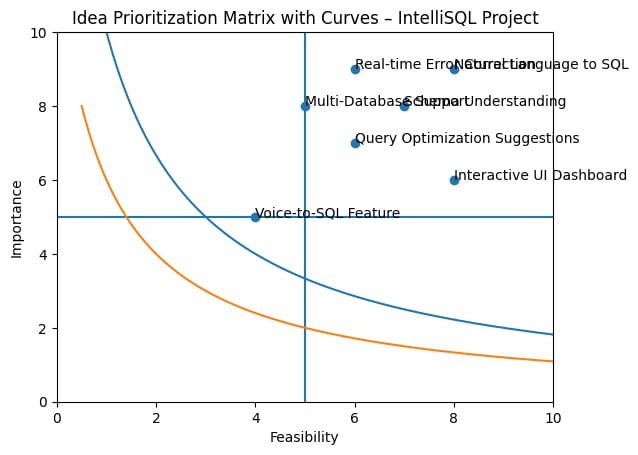 Idea Prioritization Matrix with Curves – IntelliSQL Project
10
Real-time Error Correction
Natural Language to SQL
8
Multi-Database Support
Schema Understanding
Query Optimization Suggestions
6
Interactive UI Dashboard
Voice-to-SQL Feature
4
2
0
Importance
0 2 4 6 8 10
Feasibility